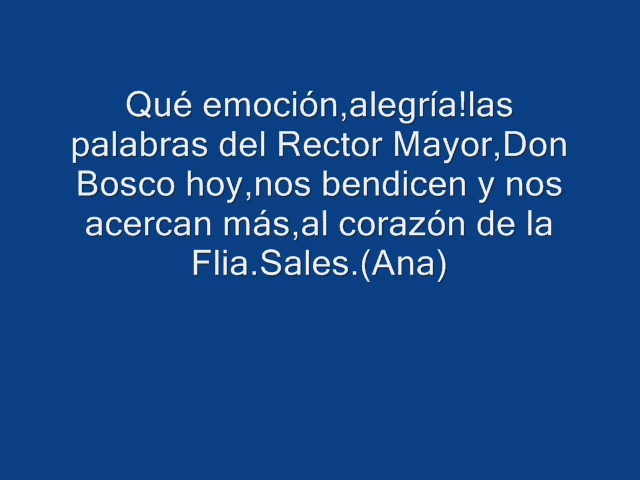 Qué emoción,alegría!las
palabras del Rector Mayor,Don
Bosco hoy,nos bendicen y nos
acercan más,al corazón de la
Flia.Sales.(Ana)